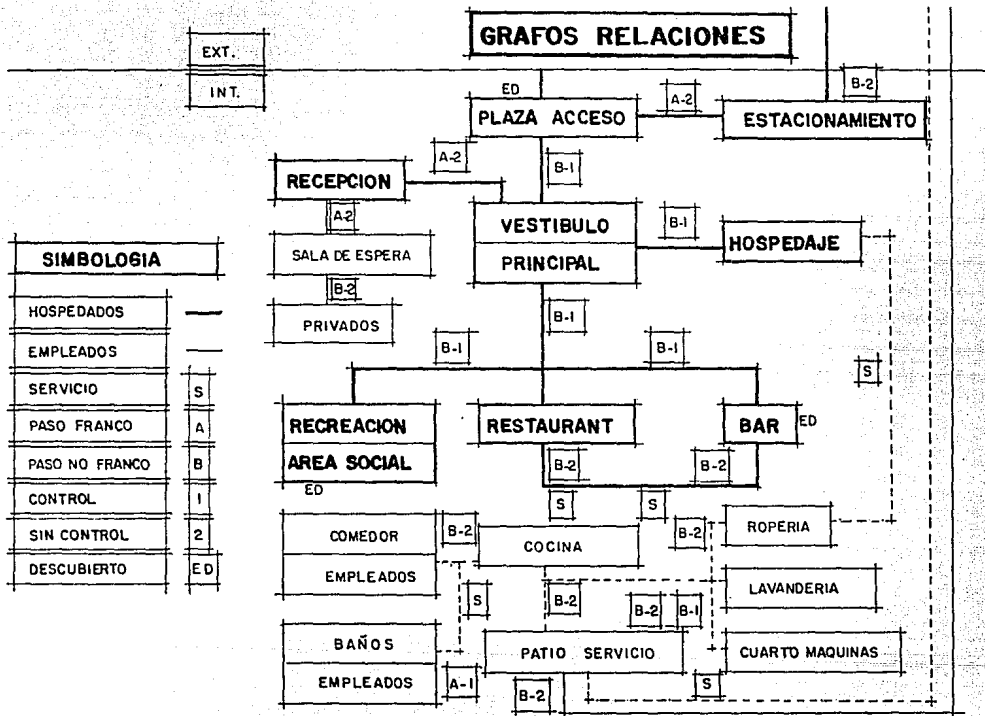 GRAFOS RELACIONES
EXT.
INT.
B-2
ED
A-2
PLAZA ACCESO
ESTACIONAMIENTO
A-2
B-1
RECEPCION
A-2
VESTIBULO
PRINCIPAL
B-1
HOSPEDAJE
SALA DE ESPERA
B-2
PRIVADOS
SIMBOLOGIA
HOSPEDADOS
EMPLEADOS
SERVICIO S
PASO FRANCO A
PASO NO FRANCO B
CONTROL 1
SIN CONTROL 2
DESCUBIERTO ED
B-1
B-1
B-1
S
RECREACION
AREA SOCIAL
ED
RESTAURANT
BAR
ED
B-2
B-2
S
S
COMEDOR
EMPLEADOS
B-2
COCINA
B-2
ROPERIA
S
B-2
LAVANDERIA
B-2
B-1
BAÑOS
EMPLEADOS
A-1
PATIO SERVICIO
CUARTO MAQUINAS
B-2
S